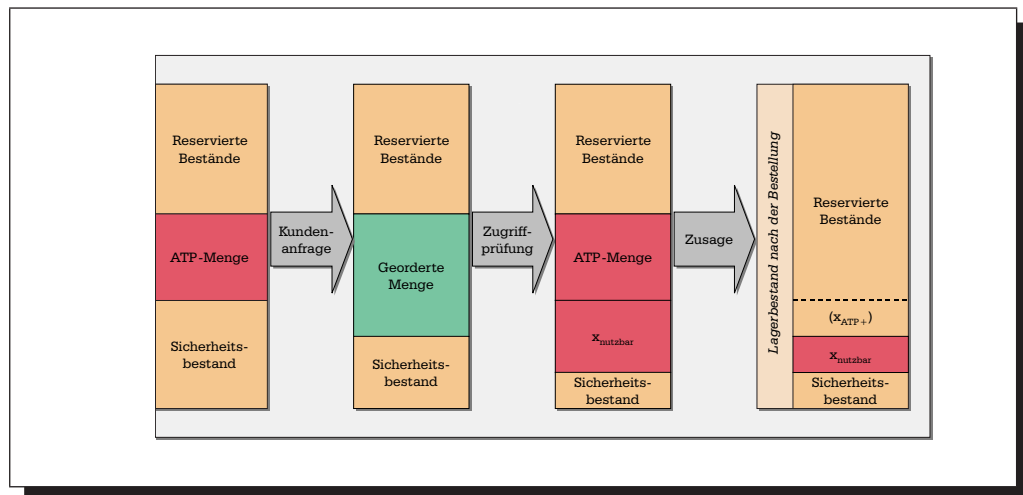 Reservierte
Bestände
ATP-Menge
Sicherheits-
bestand
Kunden-
anfrage
Reservierte
Bestände
Georderte
Menge
Sicherheits-
bestand
Zugriff-
prüfung
Reservierte
Bestände
ATP-Menge
xnutzbar
Sicherheits-
bestand
Zusage
Lagerbestand nach der Bestellung
Reservierte
Bestände
(xATP+)
xnutzbar
Sicherheits-
bestand